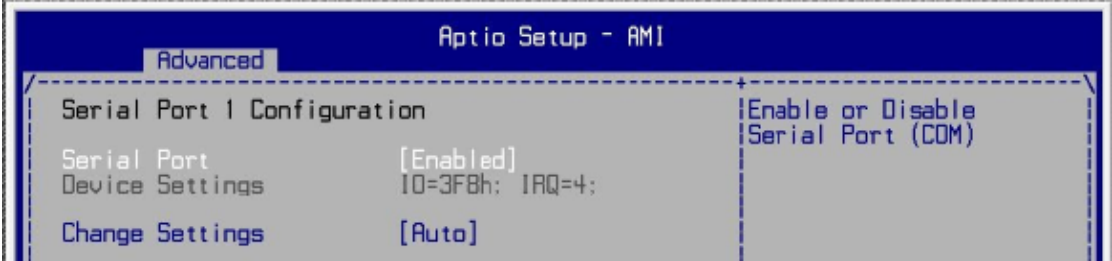 Aptio Setup - AMI
Advanced
Serial Port 1 Configuration
Enable or Disable
Serial Port (COM)
Serial Port [Enabled]
Device Settings IO=3F8h; IRQ=4;
Change Settings [Auto]